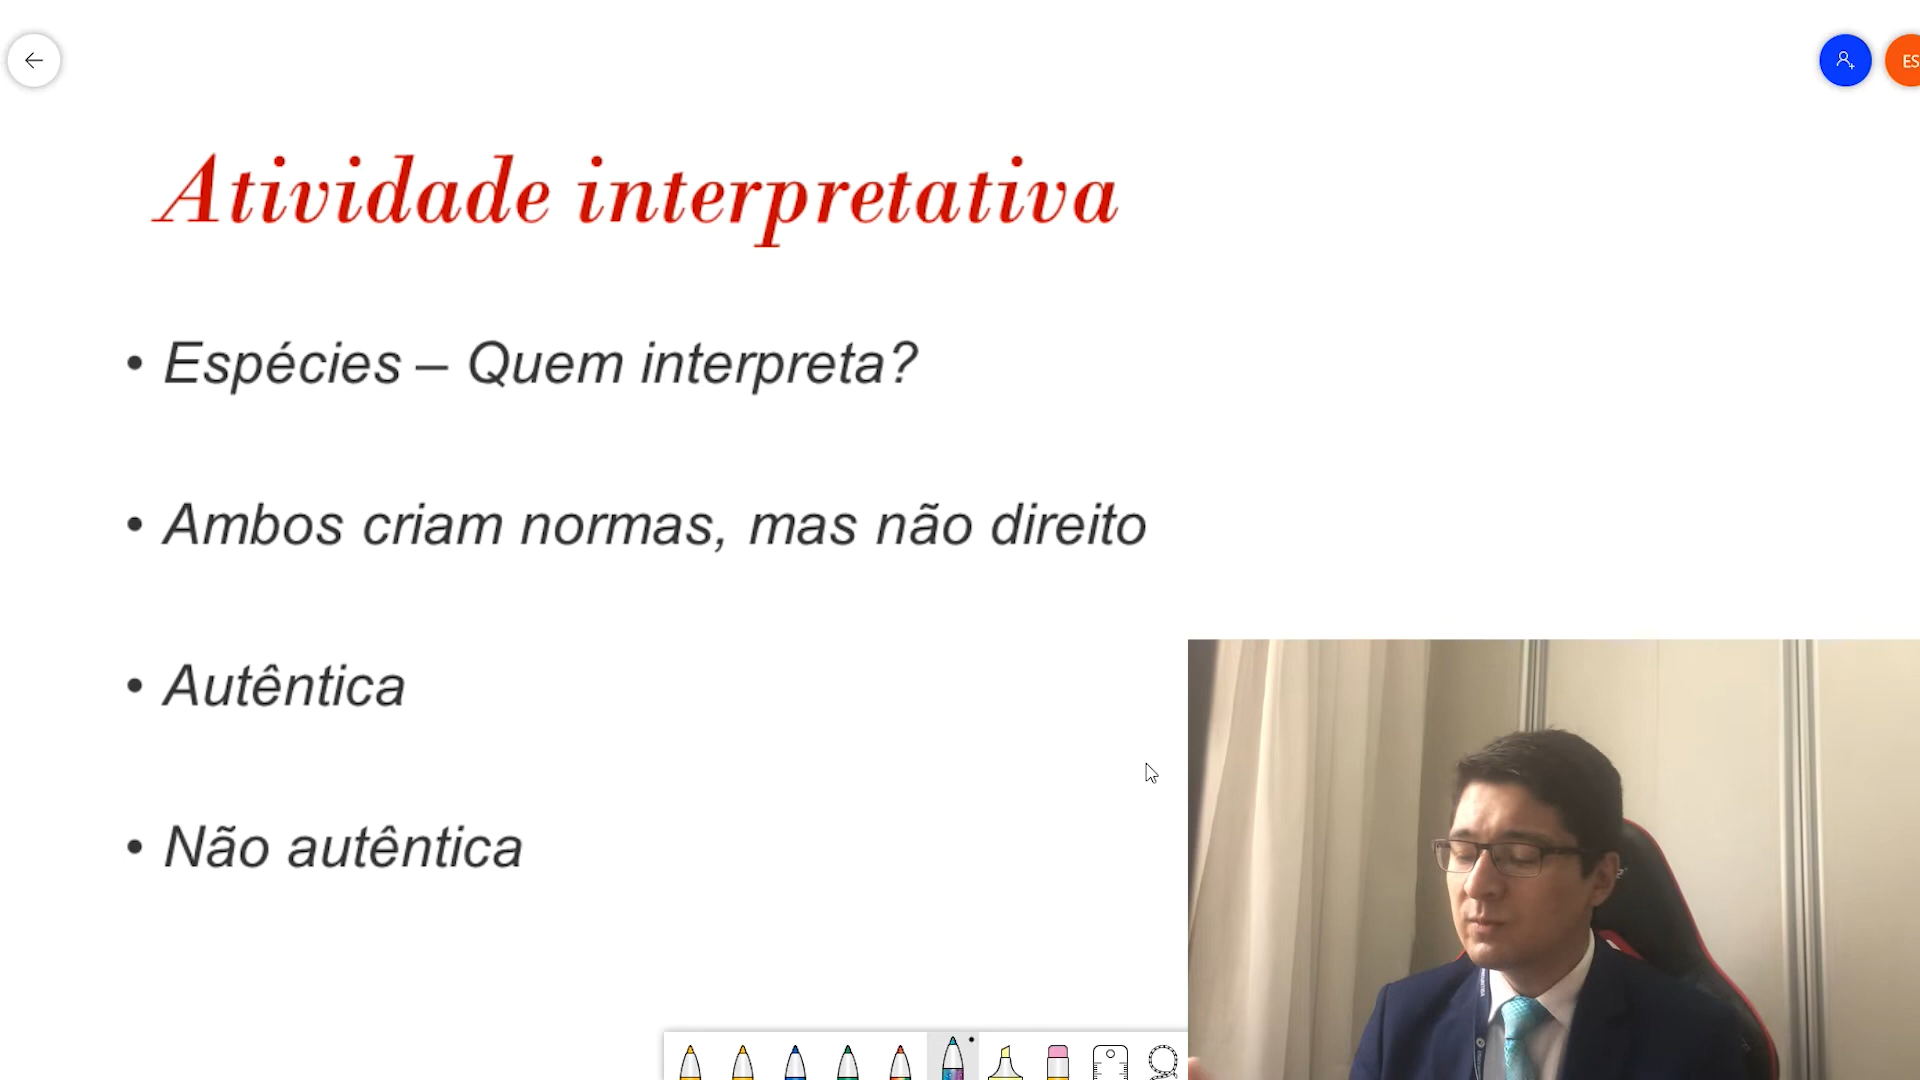 ES
Atividade interpretativa
• Espécies – Quem interpreta?
• Ambos criam normas, mas não direito
• Autêntica
• Não autêntica